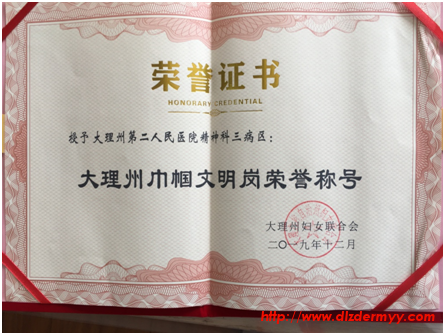 荣誉证书
HONORARY CREDENTIAL
授予大理州第二人民医院精神科三病区：
大理州巾帼文明岗荣誉称号
大理州妇女联合会
二〇一九年十二月
http://www.dlzdermyy.com